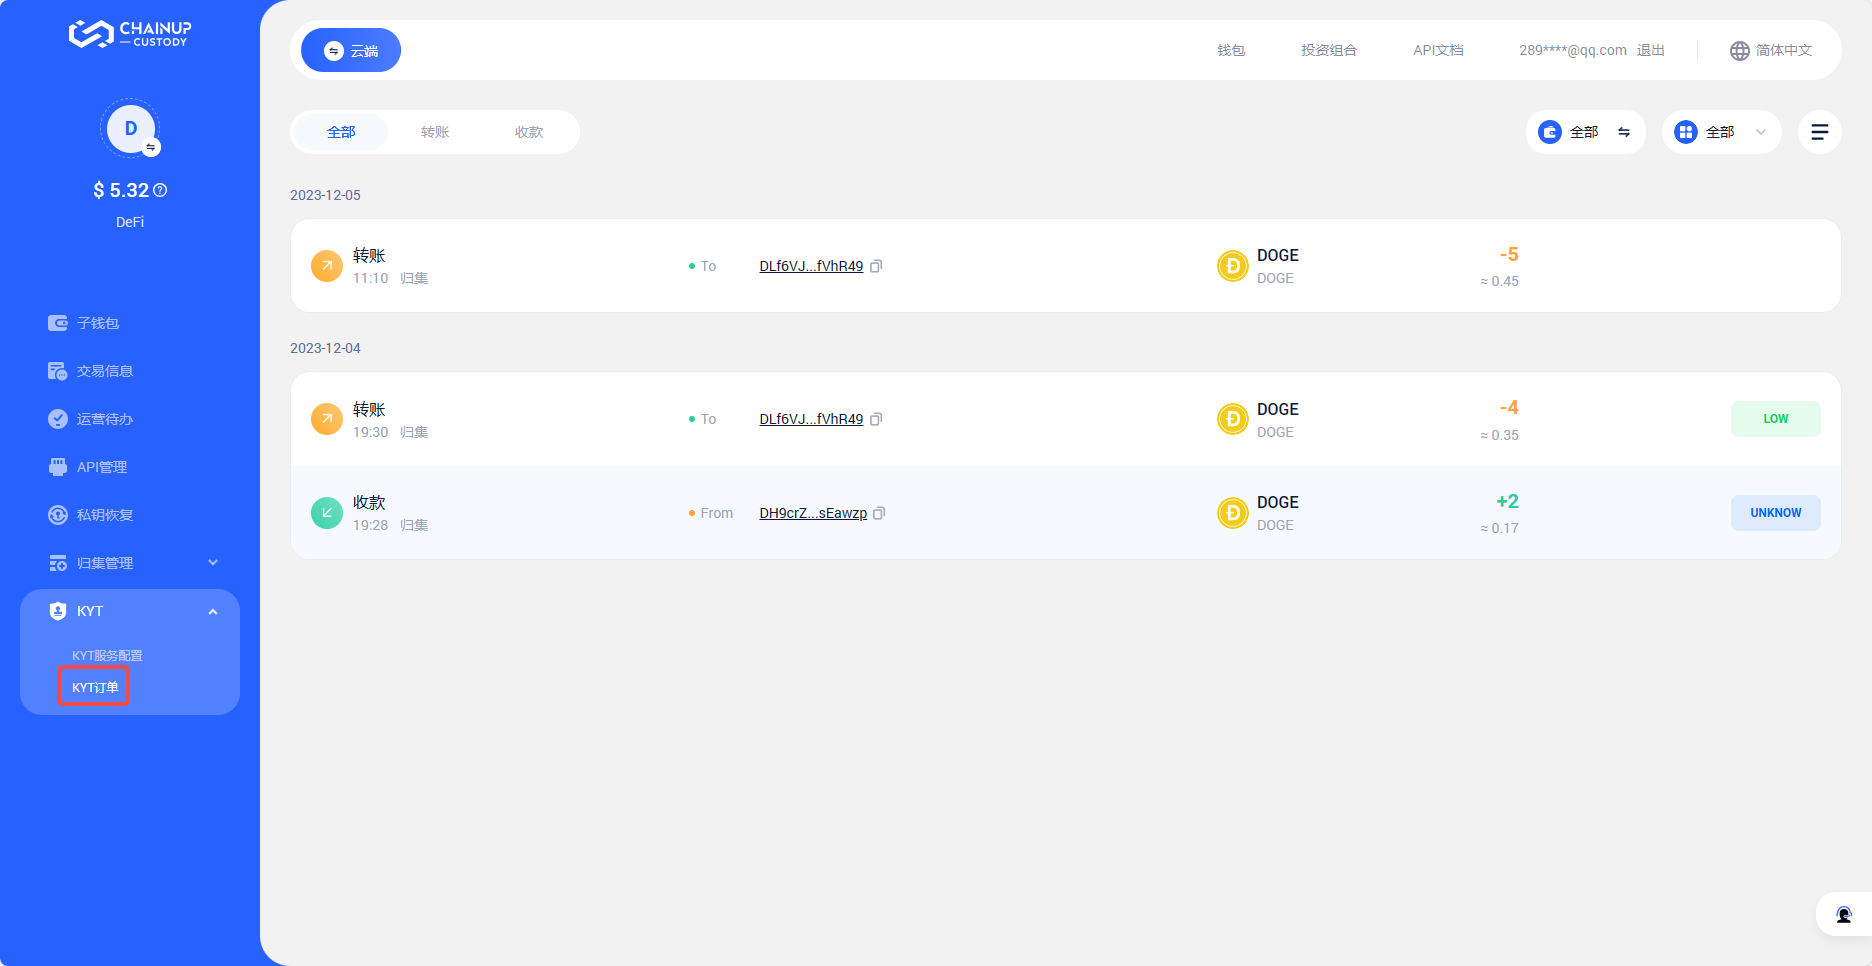 CHAINUP
CUSTODY
D
$ 5.32
DeFi
子钱包
交易信息
运营待办
API管理
私钥恢复
归集管理
KYT
KYT服务配置
KYT订单
云端
钱包
投资组合
API文档
289****@qq.com 退出
简体中文
全部
转账
收款
全部
全部
2023-12-05
转账
11:10 归集
To
DLf6VJ...fVhR49
DOGE
DOGE
-5
≈ 0.45
2023-12-04
转账
19:30 归集
To
DLf6VJ...fVhR49
DOGE
DOGE
-4
≈ 0.35
LOW
收款
19:28 归集
From
DH9crZ...sEawzp
DOGE
DOGE
+2
≈ 0.17
UNKNOW